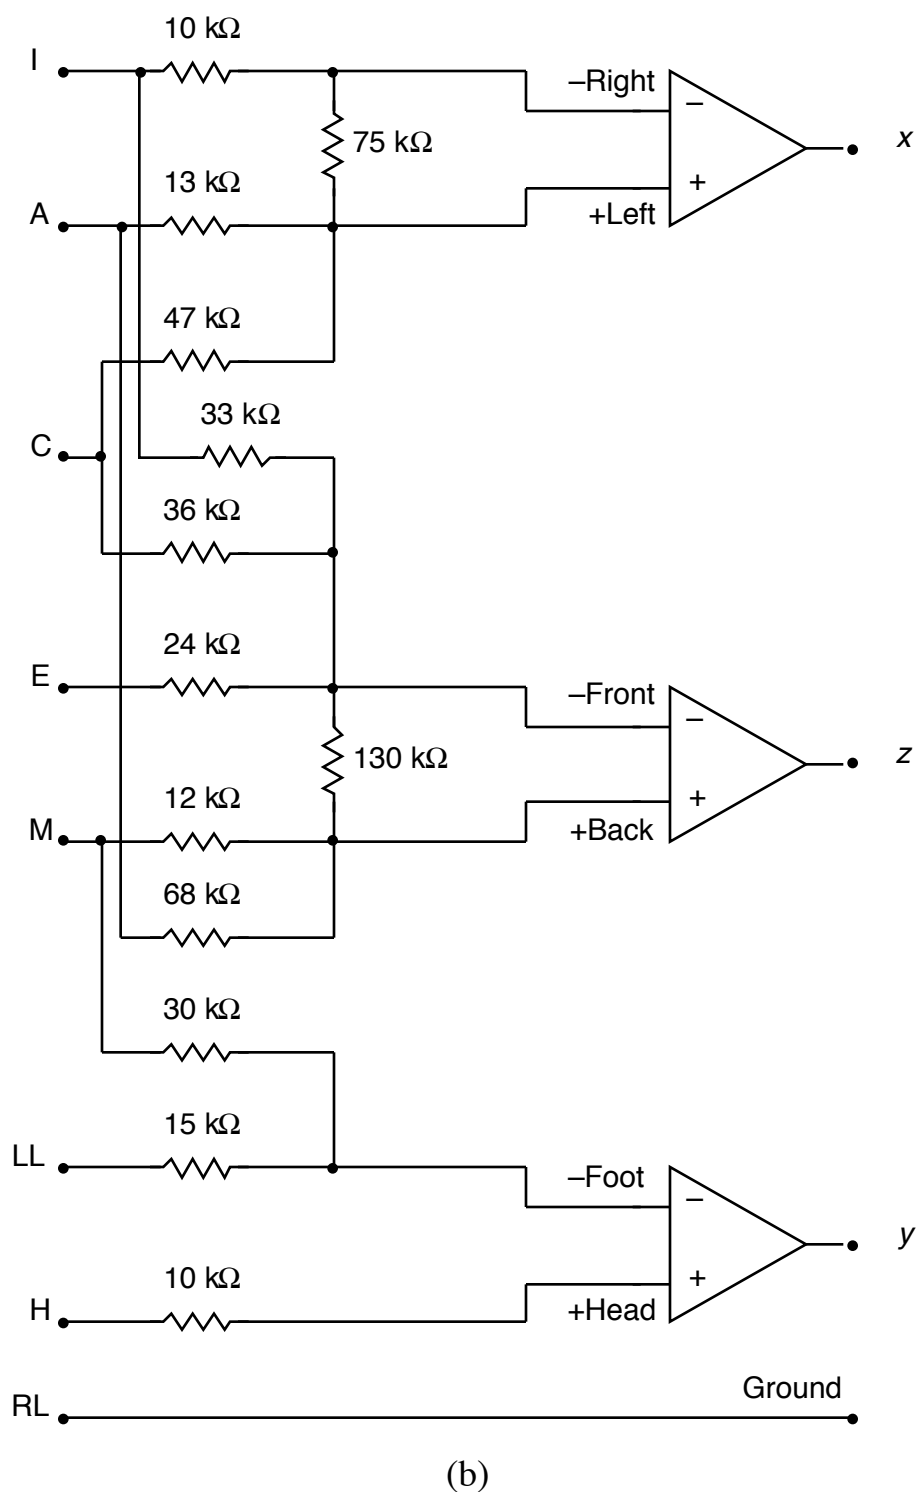 10 kΩ
I
–Right
–
x
75 kΩ
13 kΩ
A
+
+Left
47 kΩ
33 kΩ
C
36 kΩ
24 kΩ
E
–Front
–
z
130 kΩ
12 kΩ
M
+
+Back
68 kΩ
30 kΩ
15 kΩ
LL
–Foot
–
y
10 kΩ
H
+
+Head
Ground
RL
(b)